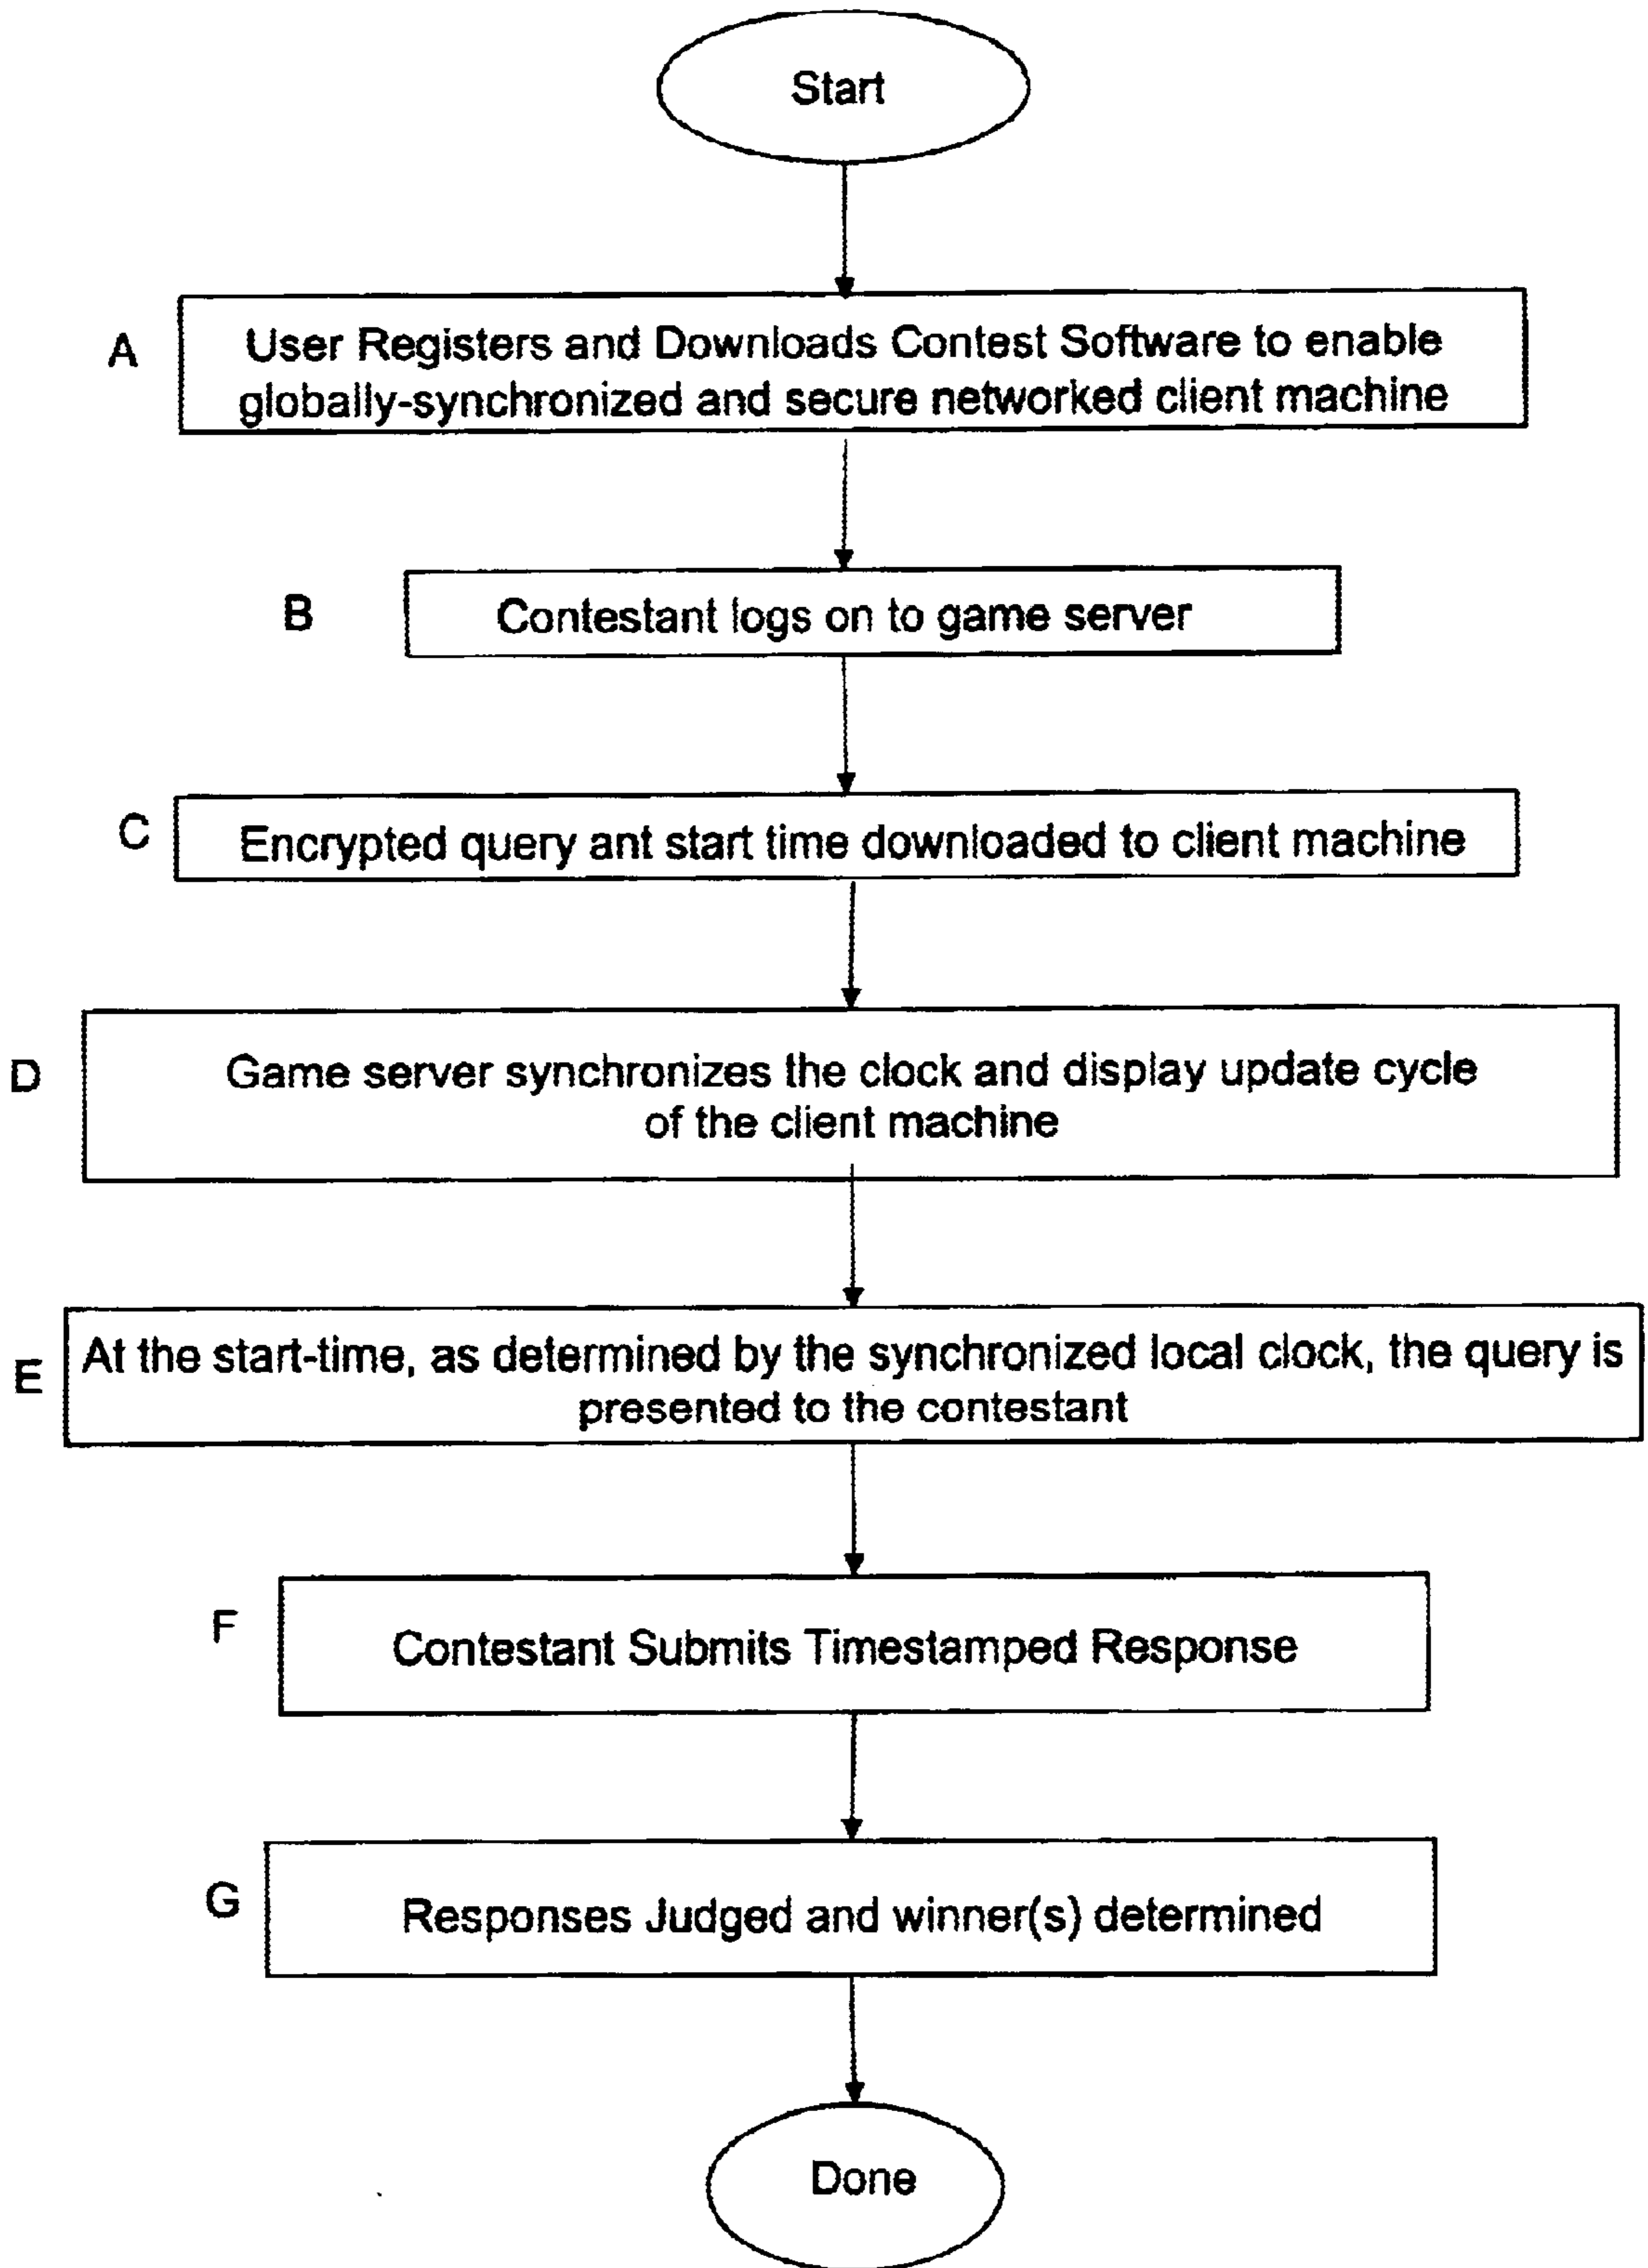 Start
A
User Registers and Downloads Contest Software to enable
globally-synchronized and secure networked client machine
B
Contestant logs on to game server
C
Encrypted query ant start time downloaded to client machine
D
Game server synchronizes the clock and display update cycle
of the client machine
E
At the start-time, as determined by the synchronized local clock, the query is
presented to the contestant
F
Contestant Submits Timestamped Response
G
Responses Judged and winner(s) determined
Done